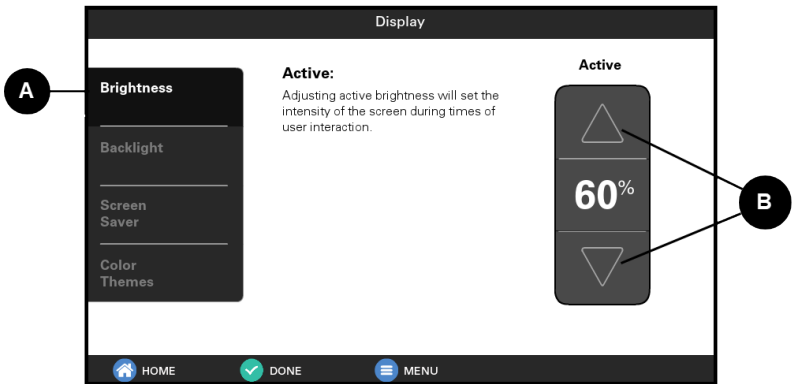 Display
A
Brightness
Backlight
Screen
Saver
Color
Themes
Active:
Adjusting active brightness will set the
intensity of the screen during times of
user interaction.
Active
60%
B
HOME
DONE
MENU